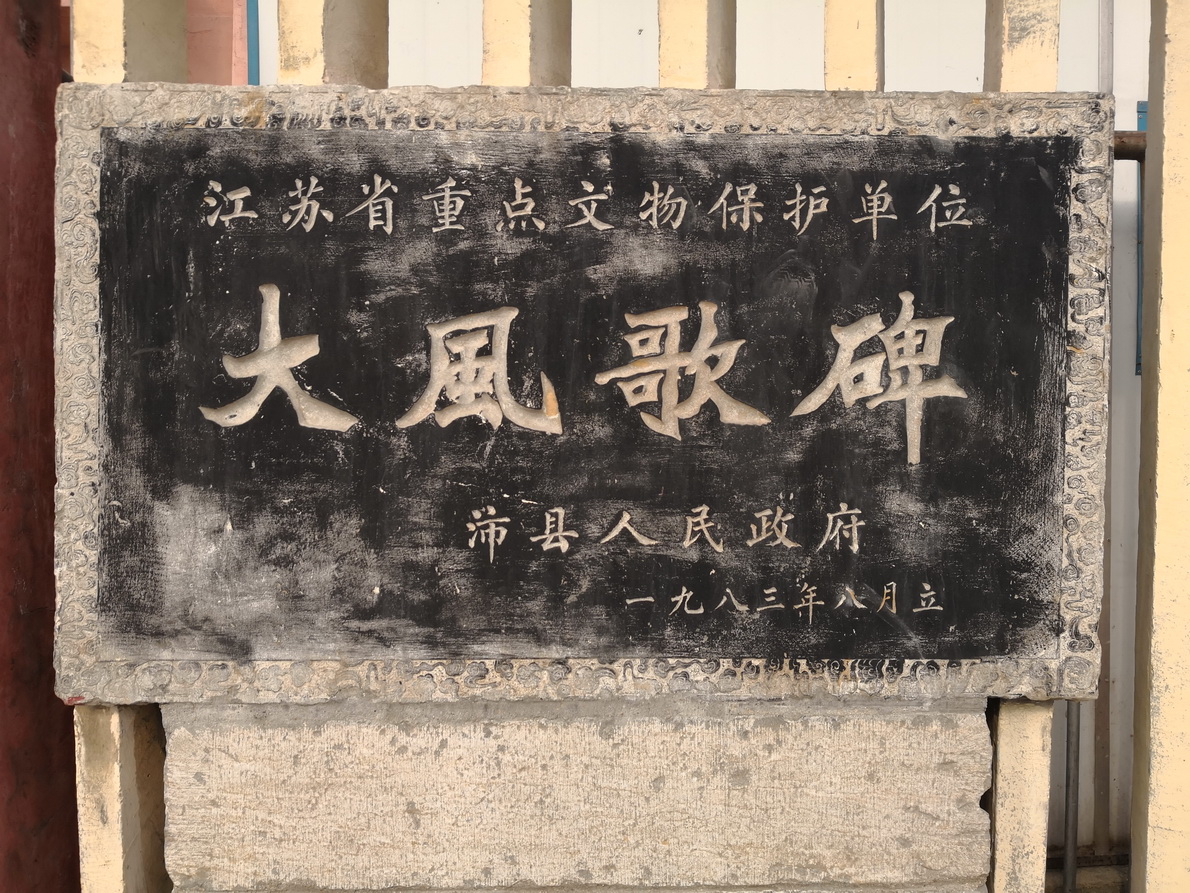 江苏省重点文物保护单位
大風歌碑
沛县人民政府
一九八三年八月立